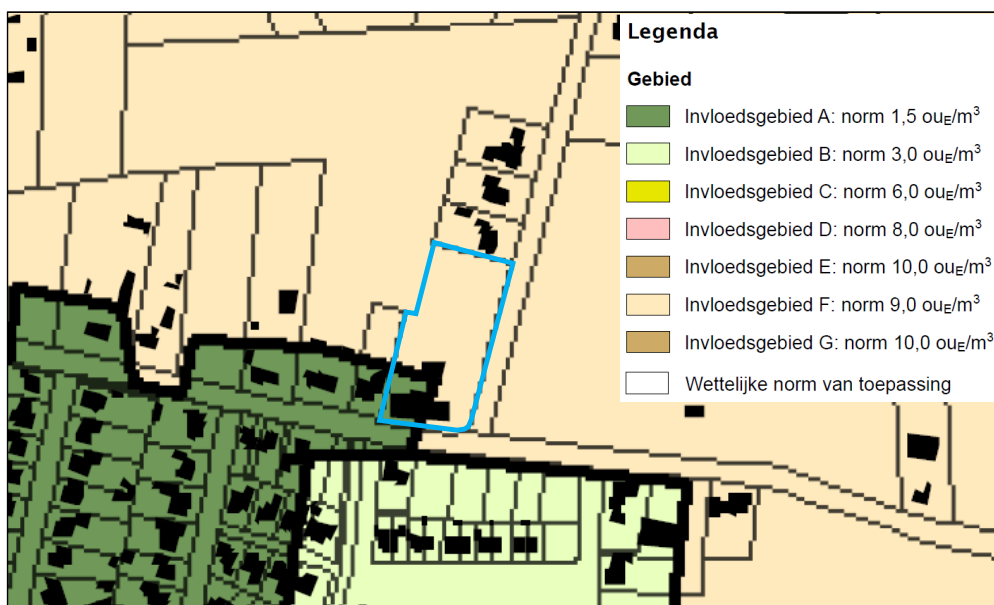 Legenda
Gebied
Invloedsgebied A: norm 1,5 ouE/m³
Invloedsgebied B: norm 3,0 ouE/m³
Invloedsgebied C: norm 6,0 ouE/m³
Invloedsgebied D: norm 8,0 ouE/m³
Invloedsgebied E: norm 10,0 ouE/m³
Invloedsgebied F: norm 9,0 ouE/m³
Invloedsgebied G: norm 10,0 ouE/m³
Wettelijke norm van toepassing